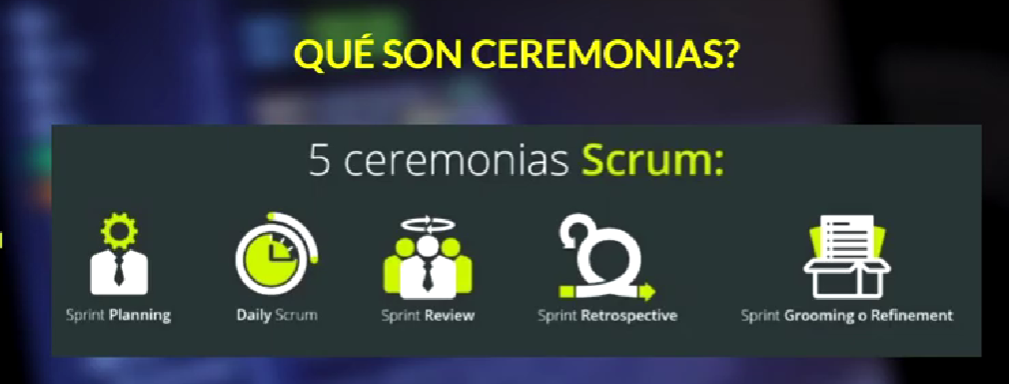 QUÉ SON CEREMONIAS?
5 ceremonias Scrum:
Sprint Planning
Daily Scrum
Sprint Review
Sprint Retrospective
Sprint Grooming o Refinement